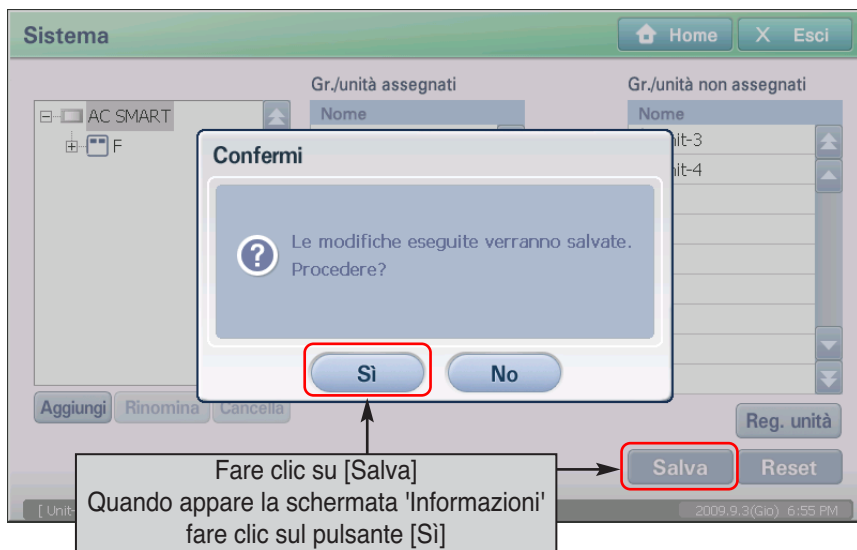 Sistema
Home
X Esci
Gr./unità assegnati
Gr./unità non assegnati
AC SMART
Nome
Nome
F
Confermi
Le modifiche eseguite verranno salvate.
Procedere?
Sì
No
Aggiungi
Rinomina
Cancella
Reg. unità
Salva
Reset
Fare clic su [Salva]
Quando appare la schermata 'Informazioni'
fare clic sul pulsante [Sì]
2009.9.3(Gio) 6:55 PM